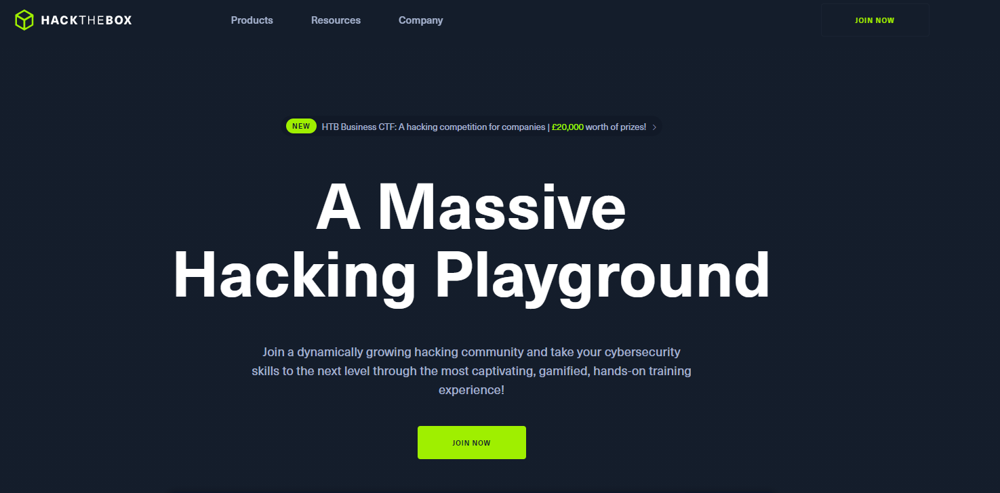 HACKTHEBOX
Products
Resources
Company
JOIN NOW
NEW
HTB Business CTF: A hacking competition for companies | £20,000 worth of prizes!
A Massive
Hacking Playground
Join a dynamically growing hacking community and take your cybersecurity
skills to the next level through the most captivating, gamified, hands-on training
experience!
JOIN NOW